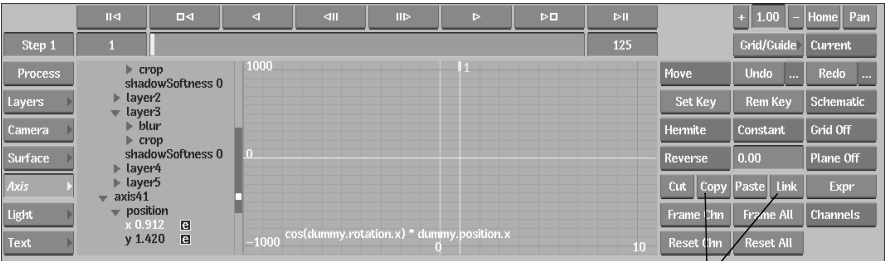 + 1.00 - Home Pan
Step 1 1 125 Grid/Guide Current
Process
Layers
Camera
Surface
Axis
Light
Text
crop
shadowSoftness 0
layer2
layer3
blur
crop
shadowSoftness 0
layer4
layer5
axis41
position
x 0.912 e
y 1.420 e
1000 1
0
-1000 cos(dummy.rotation.x) * dummy.position.x
0 10
Move Undo ... Redo ...
Set Key Rem Key Schematic
Hermite Constant Grid Off
Reverse 0.00 Plane Off
Cut Copy Paste Link Expr
Frame Chn Frame All Channels
Reset Chn Reset All